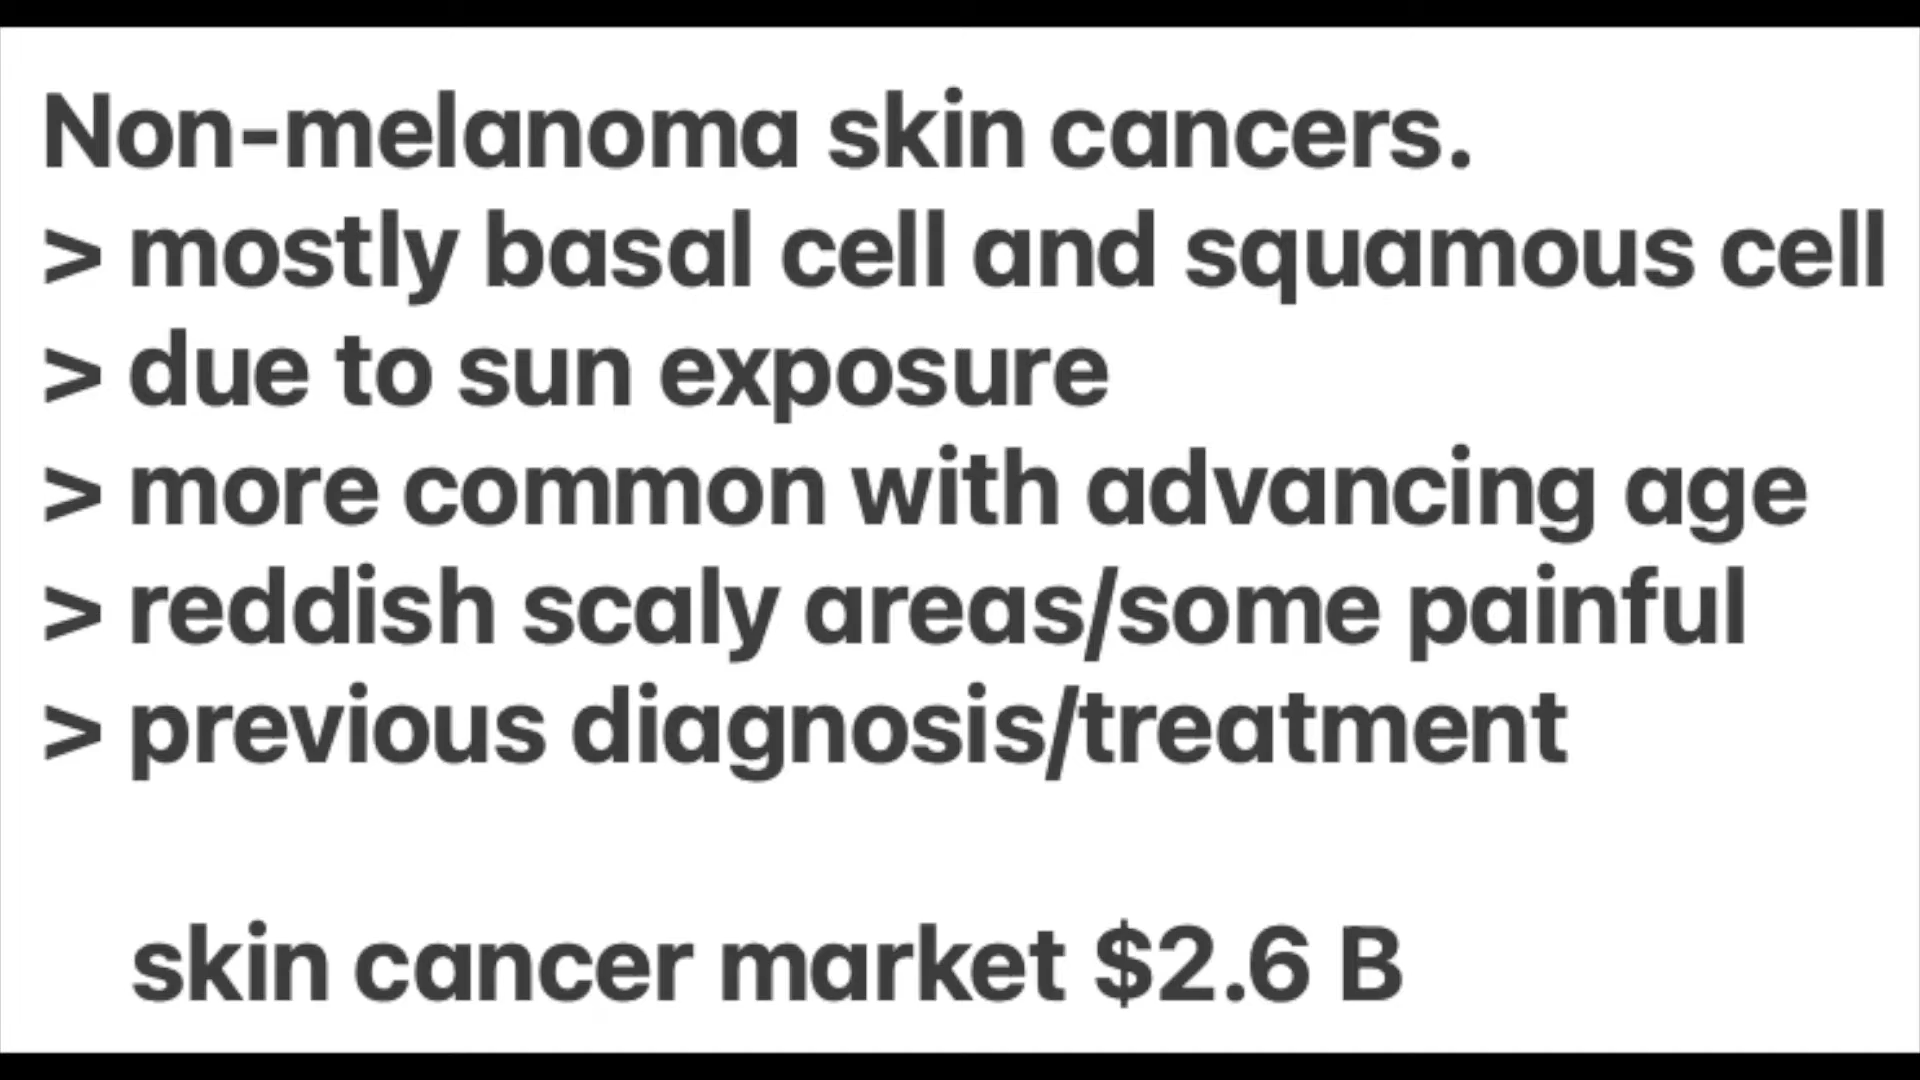 Non-melanoma skin cancers.
> mostly basal cell and squamous cell
> due to sun exposure
> more common with advancing age
> reddish scaly areas/some painful
> previous diagnosis/treatment
skin cancer market $2.6 B